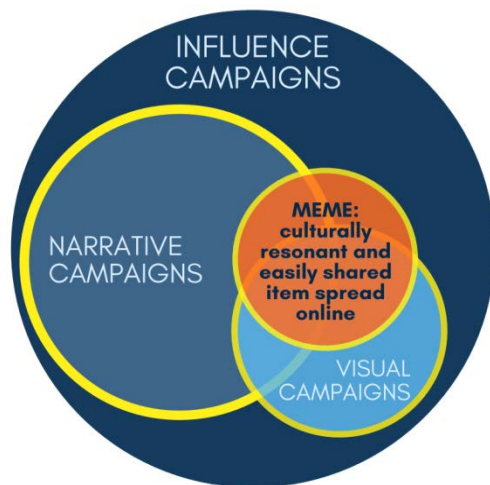 INFLUENCE
CAMPAIGNS
NARRATIVE
CAMPAIGNS
MEME:
culturally
resonant and
easily shared
item spread
online
VISUAL
CAMPAIGNS